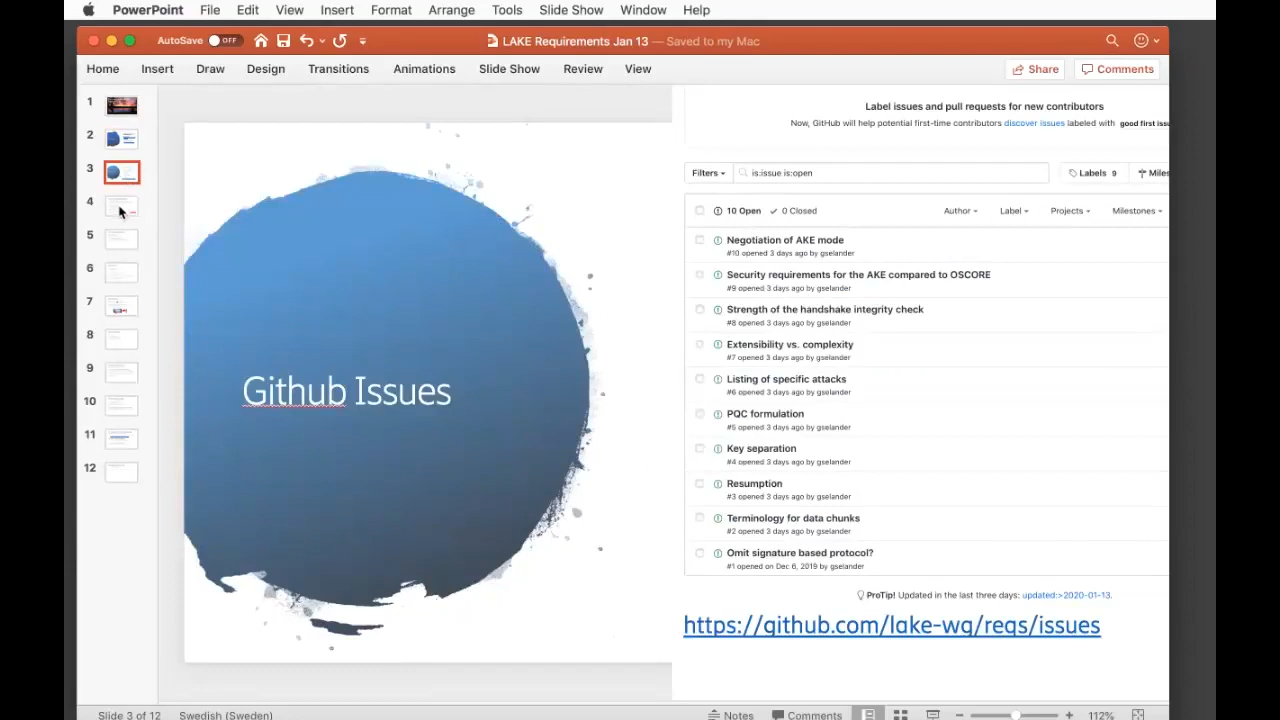 PowerPoint File Edit View Insert Format Arrange Tools Slide Show Window Help
AutoSave OFF LAKE Requirements Jan 13 — Saved to my Mac
Home Insert Draw Design Transitions Animations Slide Show Review View Share Comments
1
2
3
4
5
6
7
8
9
10
11
12
Github Issues
Label issues and pull requests for new contributors
Now, GitHub will help potential first-time contributors discover issues labeled with good first issu
Filters is:issue is:open Labels 9 Miles
10 Open 0 Closed Author Label Projects Milestones
Negotiation of AKE mode
#10 opened 3 days ago by gselander
Security requirements for the AKE compared to OSCORE
#9 opened 3 days ago by gselander
Strength of the handshake integrity check
#8 opened 3 days ago by gselander
Extensibility vs. complexity
#7 opened 3 days ago by gselander
Listing of specific attacks
#6 opened 3 days ago by gselander
PQC formulation
#5 opened 3 days ago by gselander
Key separation
#4 opened 3 days ago by gselander
Resumption
#3 opened 3 days ago by gselander
Terminology for data chunks
#2 opened 3 days ago by gselander
Omit signature based protocol?
#1 opened on Dec 6, 2019 by gselander
ProTip! Updated in the last three days: updated:>2020-01-13.
https://github.com/lake-wg/reqs/issues
Slide 3 of 12 Swedish (Sweden) Notes Comments 112%